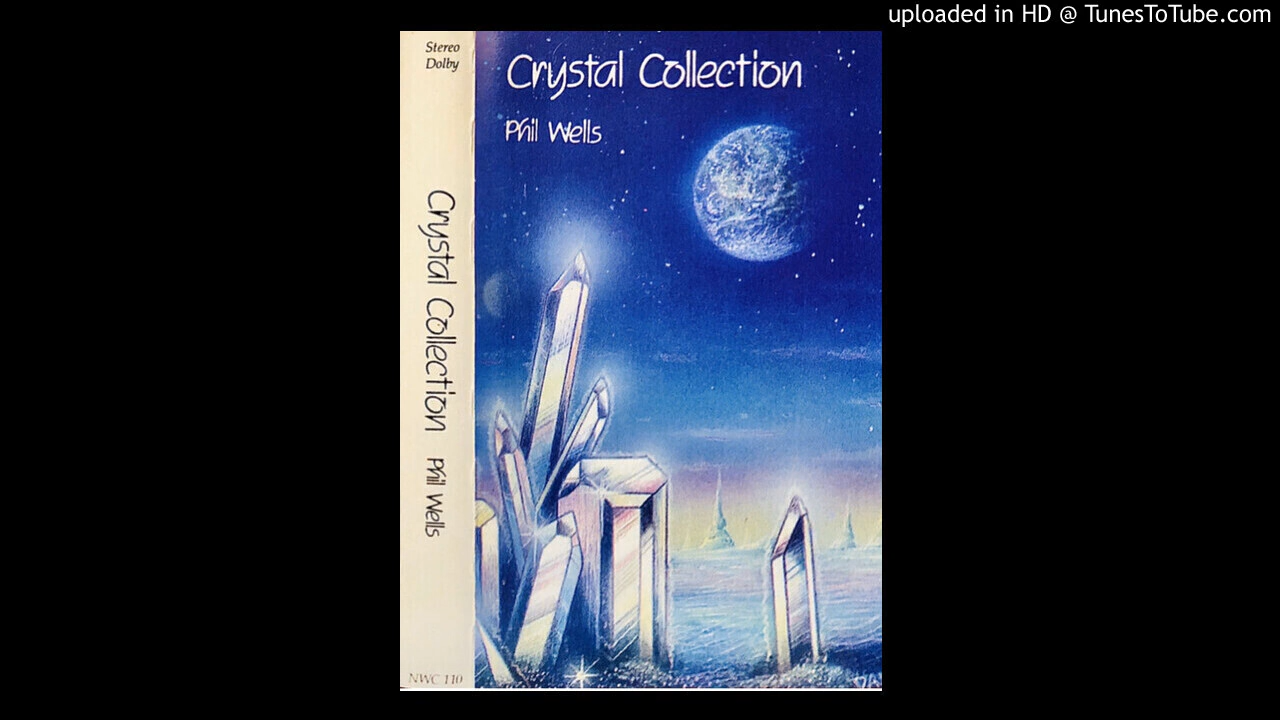 uploaded in HD @ TunesToTube.com
Stereo
Dolby
Crystal Collection
Phil Wells
Crystal Collection Phil Wells
NWC 110